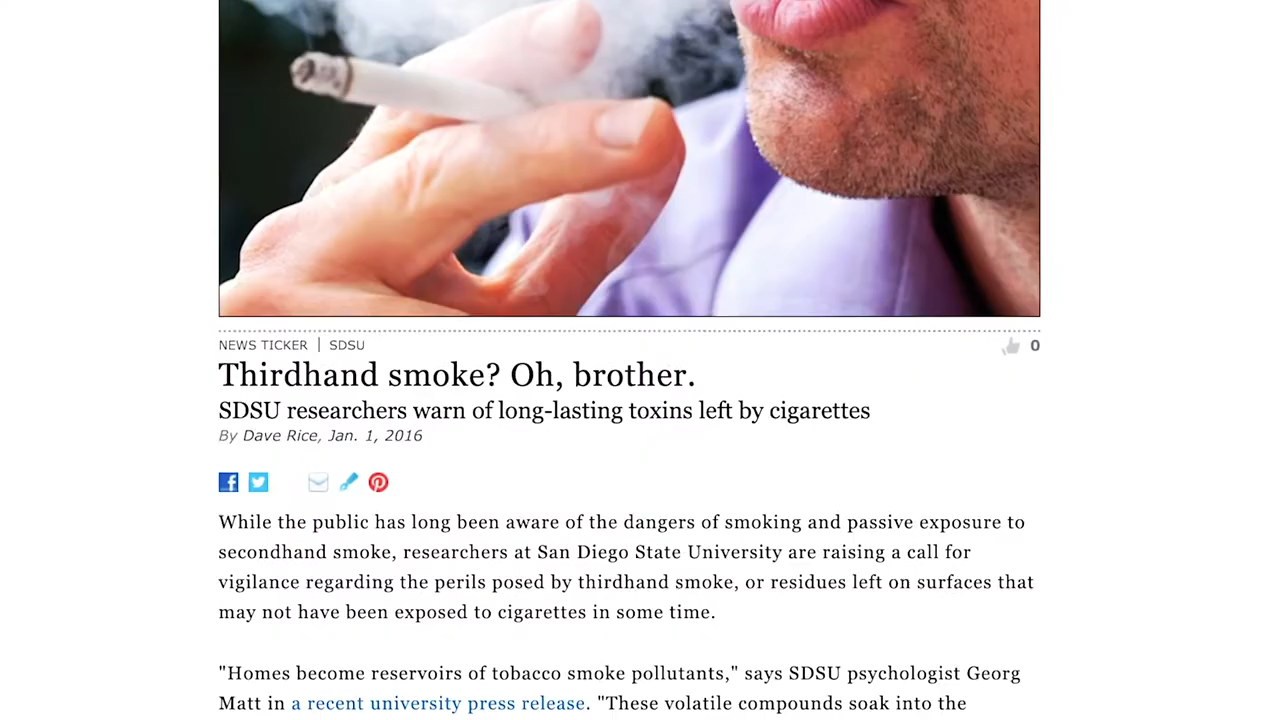 NEWS TICKER | SDSU
0
Thirdhand smoke? Oh, brother.
SDSU researchers warn of long-lasting toxins left by cigarettes
By Dave Rice, Jan. 1, 2016
While the public has long been aware of the dangers of smoking and passive exposure to
secondhand smoke, researchers at San Diego State University are raising a call for
vigilance regarding the perils posed by thirdhand smoke, or residues left on surfaces that
may not have been exposed to cigarettes in some time.
"Homes become reservoirs of tobacco smoke pollutants," says SDSU psychologist Georg
Matt in a recent university press release. "These volatile compounds soak into the